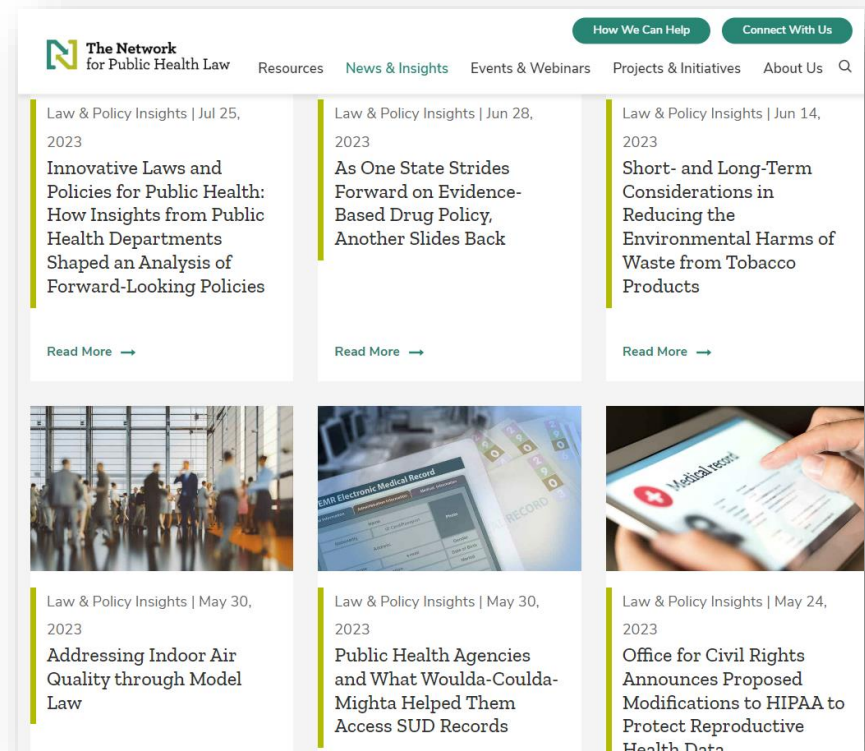 How We Can Help
Connect With Us
The Network
for Public Health Law
Resources
News & Insights
Events & Webinars
Projects & Initiatives
About Us
Law & Policy Insights | Jul 25,
2023
Innovative Laws and
Policies for Public Health:
How Insights from Public
Health Departments
Shaped an Analysis of
Forward-Looking Policies
Read More →
Law & Policy Insights | Jun 28,
2023
As One State Strides
Forward on Evidence-
Based Drug Policy,
Another Slides Back
Read More →
Law & Policy Insights | Jun 14,
2023
Short- and Long-Term
Considerations in
Reducing the
Environmental Harms of
Waste from Tobacco
Products
Read More →
EMR Electronic Medical Record
RECORD
Medical record
Law & Policy Insights | May 30,
2023
Addressing Indoor Air
Quality through Model
Law
Law & Policy Insights | May 30,
2023
Public Health Agencies
and What Woulda-Coulda-
Mighta Helped Them
Access SUD Records
Law & Policy Insights | May 24,
2023
Office for Civil Rights
Announces Proposed
Modifications to HIPAA to
Protect Reproductive
Health Data